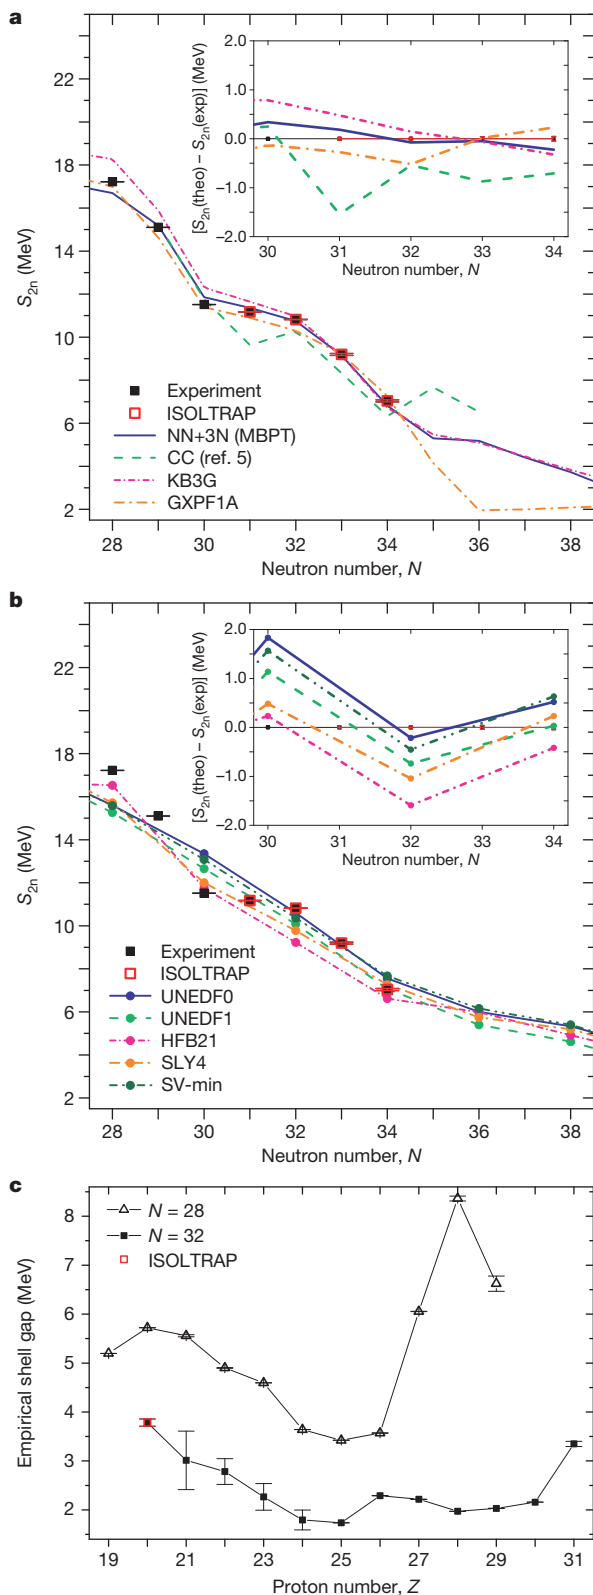 a
22
18
14
10
6
2
S2n (MeV)
28
30
32
34
36
38
Neutron number, N
Experiment
ISOLTRAP
NN+3N (MBPT)
CC (ref. 5)
KB3G
GXPF1A
2.0
1.0
0.0
−1.0
−2.0
[S2n(theo) − S2n(exp)] (MeV)
30
31
32
33
34
Neutron number, N
b
22
18
14
10
6
2
S2n (MeV)
28
30
32
34
36
38
Neutron number, N
Experiment
ISOLTRAP
UNEDF0
UNEDF1
HFB21
SLY4
SV-min
2.0
1.0
0.0
−1.0
−2.0
[S2n(theo) − S2n(exp)] (MeV)
30
31
32
33
34
Neutron number, N
c
8
7
6
5
4
3
2
Empirical shell gap (MeV)
N = 28
N = 32
ISOLTRAP
19
21
23
25
27
29
31
Proton number, Z